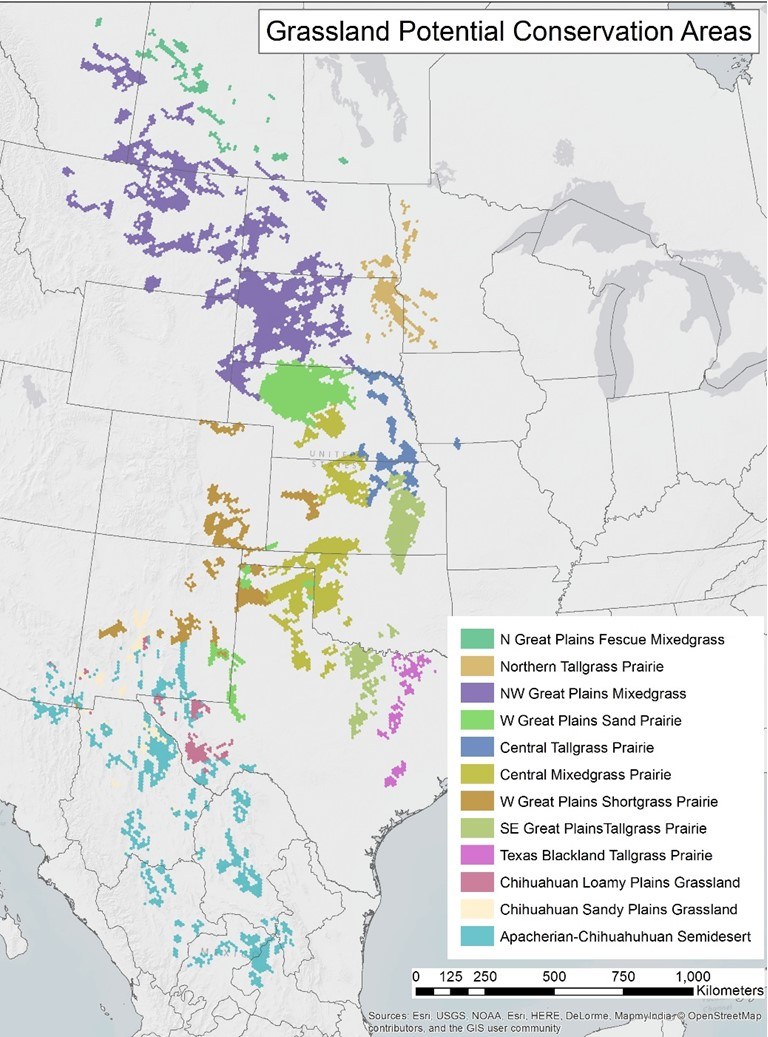 Grassland Potential Conservation Areas
UNITED
N Great Plains Fescue Mixedgrass
Northern Tallgrass Prairie
NW Great Plains Mixedgrass
W Great Plains Sand Prairie
Central Tallgrass Prairie
Central Mixedgrass Prairie
W Great Plains Shortgrass Prairie
SE Great PlainsTallgrass Prairie
Texas Blackland Tallgrass Prairie
Chihuahuan Loamy Plains Grassland
Chihuahuan Sandy Plains Grassland
Apacherian-Chihuahuhuan Semidesert
0 125 250 500 750 1,000
Kilometers
Sources: Esri, USGS, NOAA, Esri, HERE, DeLorme, MapmyIndia, © OpenStreetMap
contributors, and the GIS user community